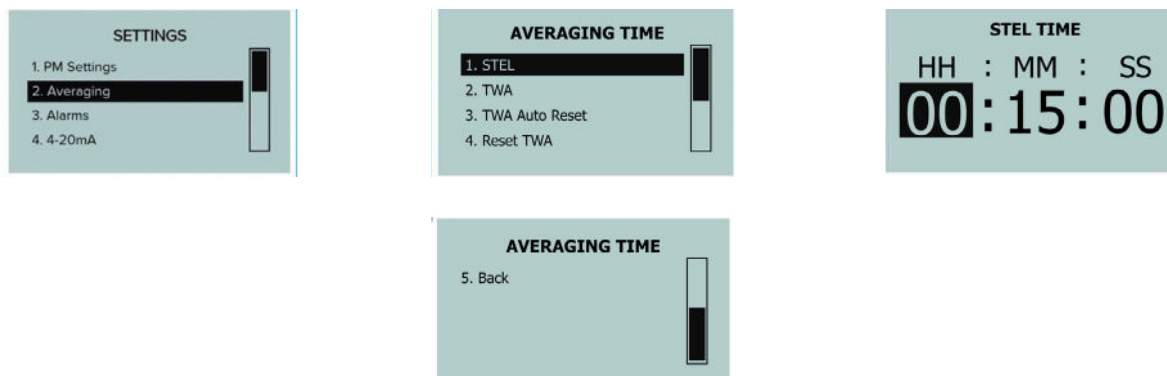 SETTINGS
1. PM Settings
2. Averaging
3. Alarms
4. 4-20mA
AVERAGING TIME
1. STEL
2. TWA
3. TWA Auto Reset
4. Reset TWA
STEL TIME
HH : MM : SS
00:15:00
AVERAGING TIME
5. Back